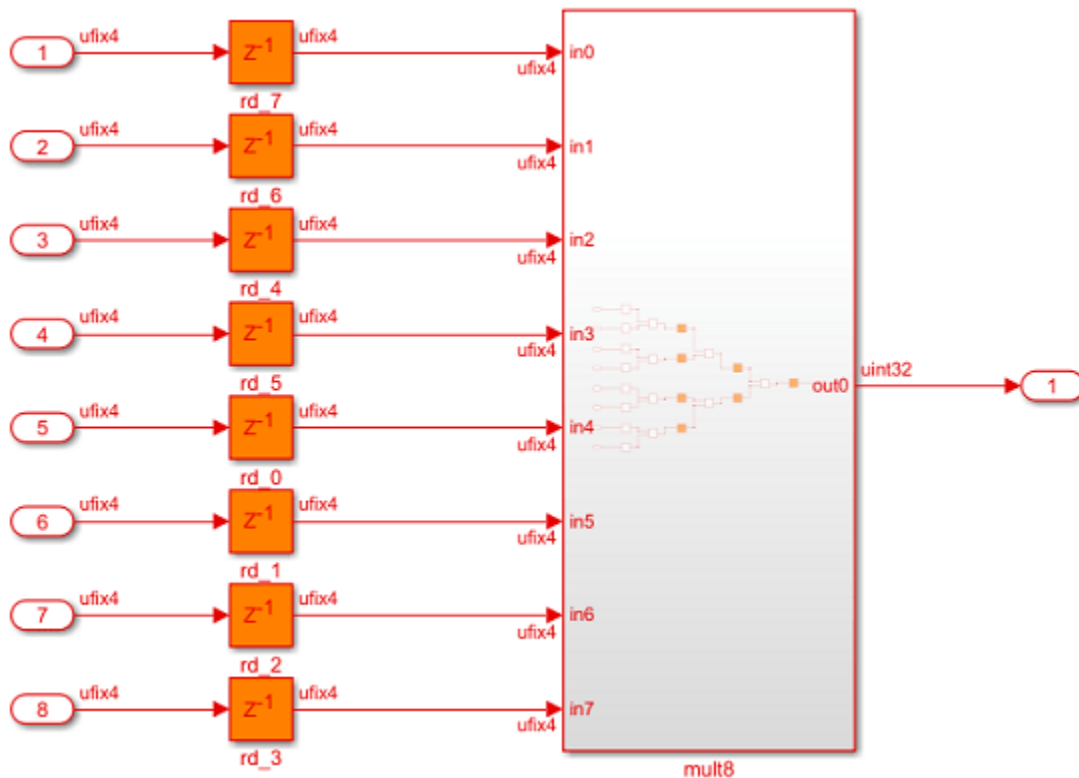 1 ufix4 Z-1 ufix4 ufix4 in0
rd_7
2 ufix4 Z-1 ufix4 ufix4 in1
rd_6
3 ufix4 Z-1 ufix4 ufix4 in2
rd_4
4 ufix4 Z-1 ufix4 ufix4 in3
rd_5
out0 uint32 1
5 ufix4 Z-1 ufix4 ufix4 in4
rd_0
6 ufix4 Z-1 ufix4 ufix4 in5
rd_1
7 ufix4 Z-1 ufix4 ufix4 in6
rd_2
8 ufix4 Z-1 ufix4 ufix4 in7
rd_3
mult8